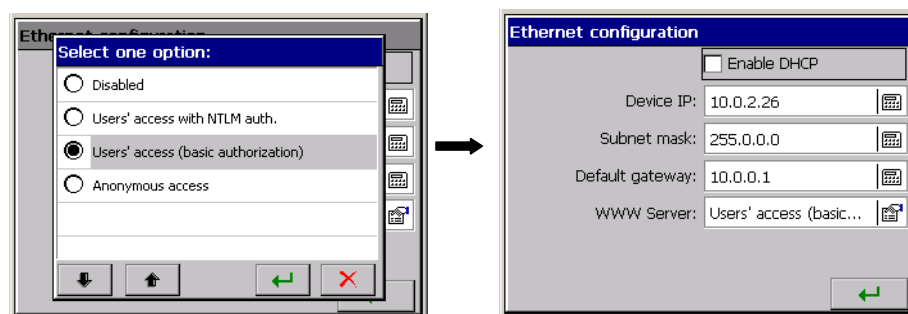 Ethernet configuration
Select one option:
Disabled
Users' access with NTLM auth.
Users' access (basic authorization)
Anonymous access
Ethernet configuration
Enable DHCP
Device IP: 10.0.2.26
Subnet mask: 255.0.0.0
Default gateway: 10.0.0.1
WWW Server: Users' access (basic...